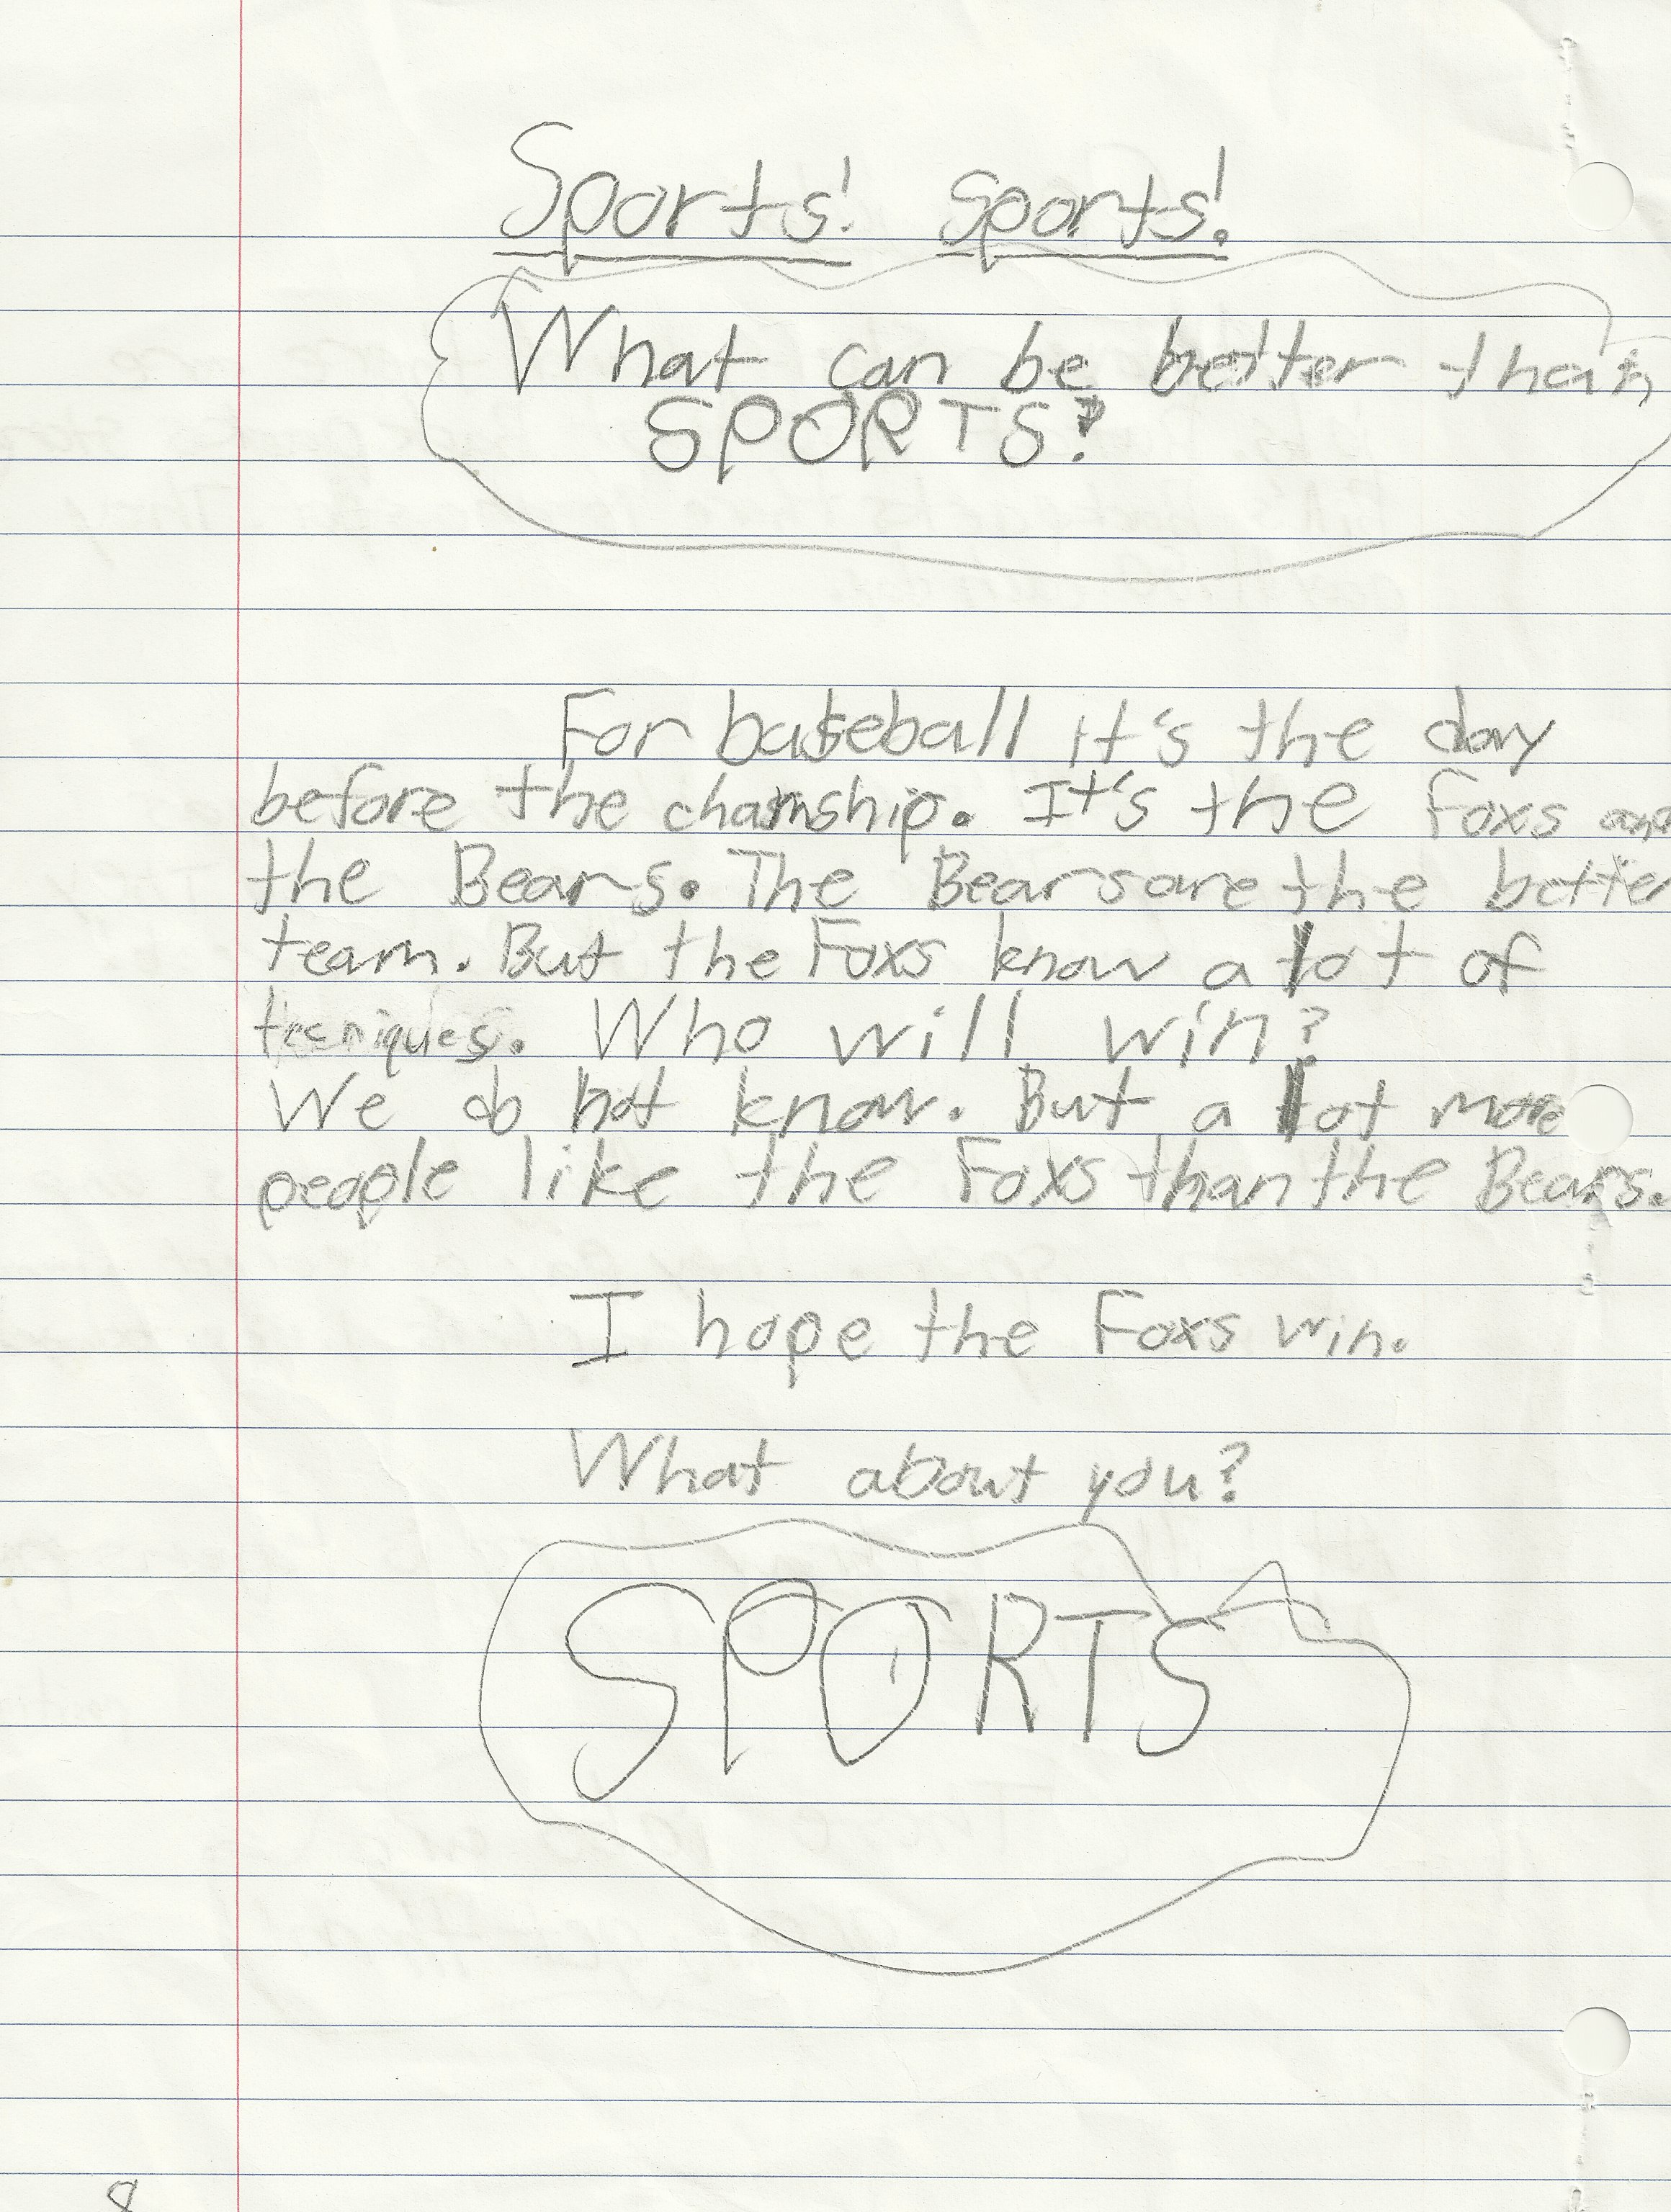 Sports! Sports!
What can be better than
SPORTS?
For baseball it's the day
before the chamship. It's the Foxs and
the Bears. The Bears are the better
team. But the Foxs know a lot of
tecniques. Who will win?
We do not know. But a lot more
people like the Foxs than the Bears.
I hope the Foxs win.
What about you?
SPORTS
8